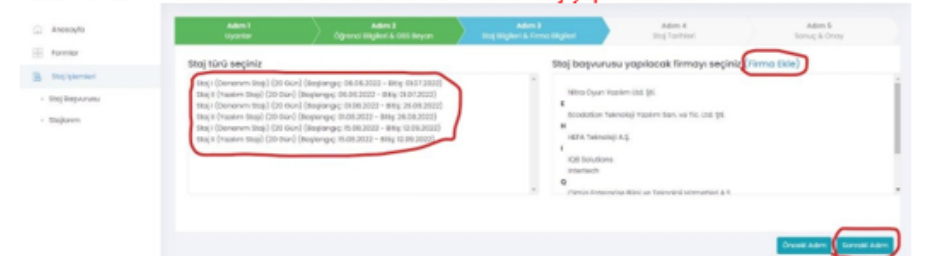 Anasayfa
Formlar
Staj İşlemleri
Staj Başvurusu
Stajlarım
Adım 1
Uyarılar
Adım 2
Öğrenci Bilgileri & GSS Beyan
Adım 3
Staj Bilgileri & Firma Bilgileri
Adım 4
Staj Tarihleri
Adım 5
Sonuç & Onay
Staj türü seçiniz
Staj I (Donanım Stajı) (20 Gün) (Başlangıç: 06.06.2022 - Bitiş: 01.07.2022)
Staj II (Yazılım Stajı) (20 Gün) (Başlangıç: 06.06.2022 - Bitiş: 01.07.2022)
Staj I (Donanım Stajı) (20 Gün) (Başlangıç: 01.08.2022 - Bitiş: 26.08.2022)
Staj II (Yazılım Stajı) (20 Gün) (Başlangıç: 01.08.2022 - Bitiş: 26.08.2022)
Staj I (Donanım Stajı) (20 Gün) (Başlangıç: 15.08.2022 - Bitiş: 12.09.2022)
Staj II (Yazılım Stajı) (20 Gün) (Başlangıç: 15.08.2022 - Bitiş: 12.09.2022)
Staj başvurusu yapılacak firmayı seçiniz (Firma Ekle)
Nitra Oyun Yazılım Ltd. Şti.
E
Ecodation Teknoloji Yazılım San. ve Tic. Ltd. Şti.
H
HEFA Teknoloji A.Ş.
I
IQB Solutions
Intertech
O
Önceki Adım
Sonraki Adım